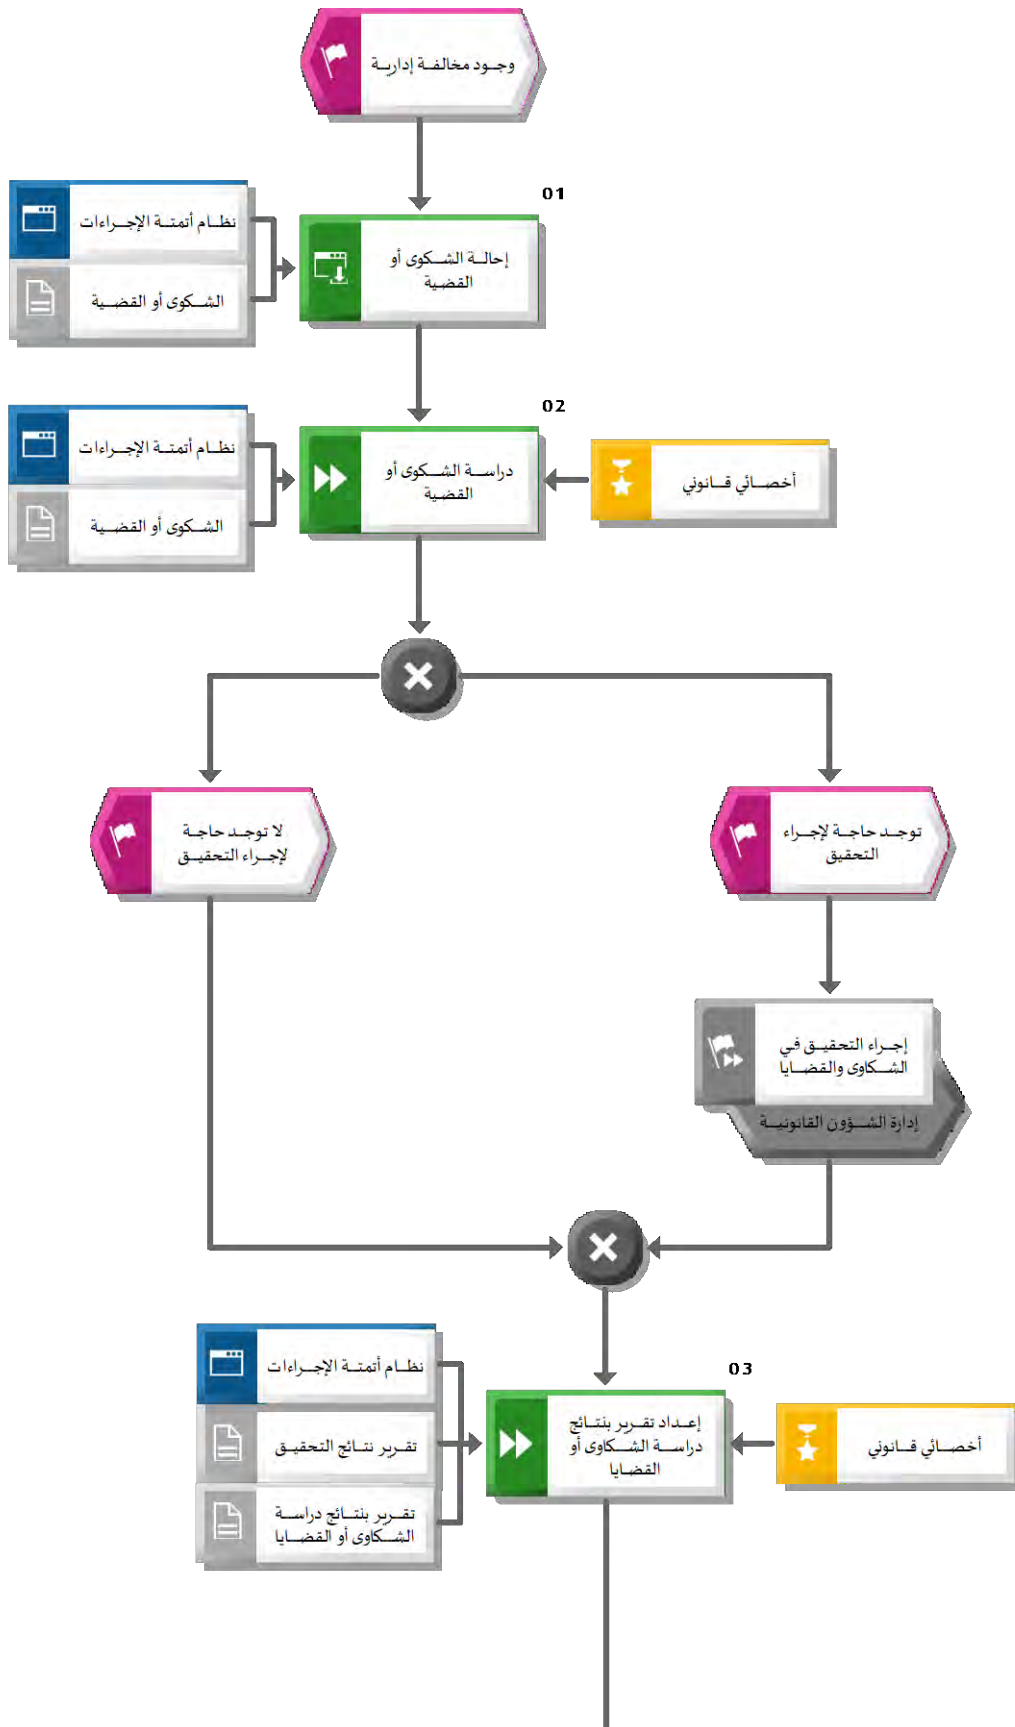 وجود مخالفة إدارية
01
نظام أتمتة الإجراءات
إحالة الشكوى أو
القضية
الشكوى أو القضية
02
نظام أتمتة الإجراءات
دراسة الشكوى أو
القضية
أخصائي قانوني
الشكوى أو القضية
توجد حاجة لإجراء
التحقيق
لا توجد حاجة
لإجراء التحقيق
إجراء التحقيق في
الشكاوى والقضايا
إدارة الشؤون القانونية
03
نظام أتمتة الإجراءات
إعداد تقرير بنتائج
دراسة الشكاوى أو
القضايا
أخصائي قانوني
تقرير نتائج التحقيق
تقرير بنتائج دراسة
الشكاوى أو القضايا